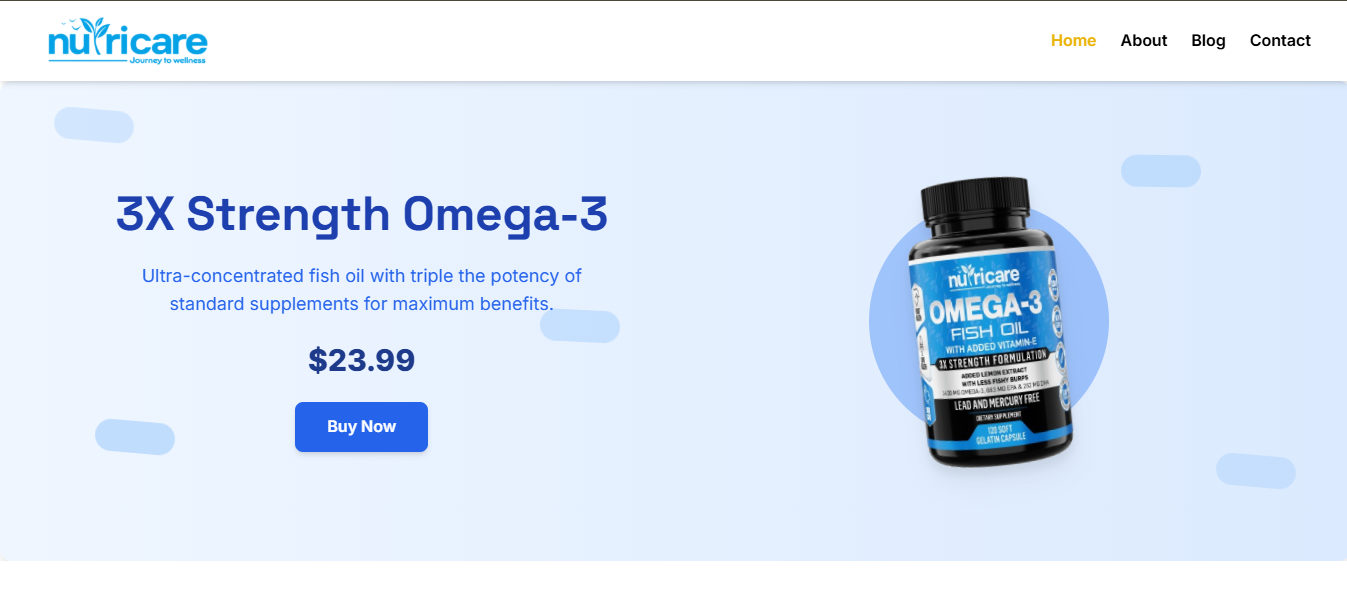 nutricare
Journey to wellness
Home About Blog Contact
3X Strength Omega-3
Ultra-concentrated fish oil with triple the potency of
standard supplements for maximum benefits.
$23.99
Buy Now
nutricare
OMEGA-3
FISH OIL
WITH ADDED VITAMIN-E
3X STRENGTH FORMULATION
ADDED LEMON EXTRACT
WITH LESS FISHY BURPS
LEAD AND MERCURY FREE
DIETARY SUPPLEMENT
120 SOFT
GELATIN CAPSULE